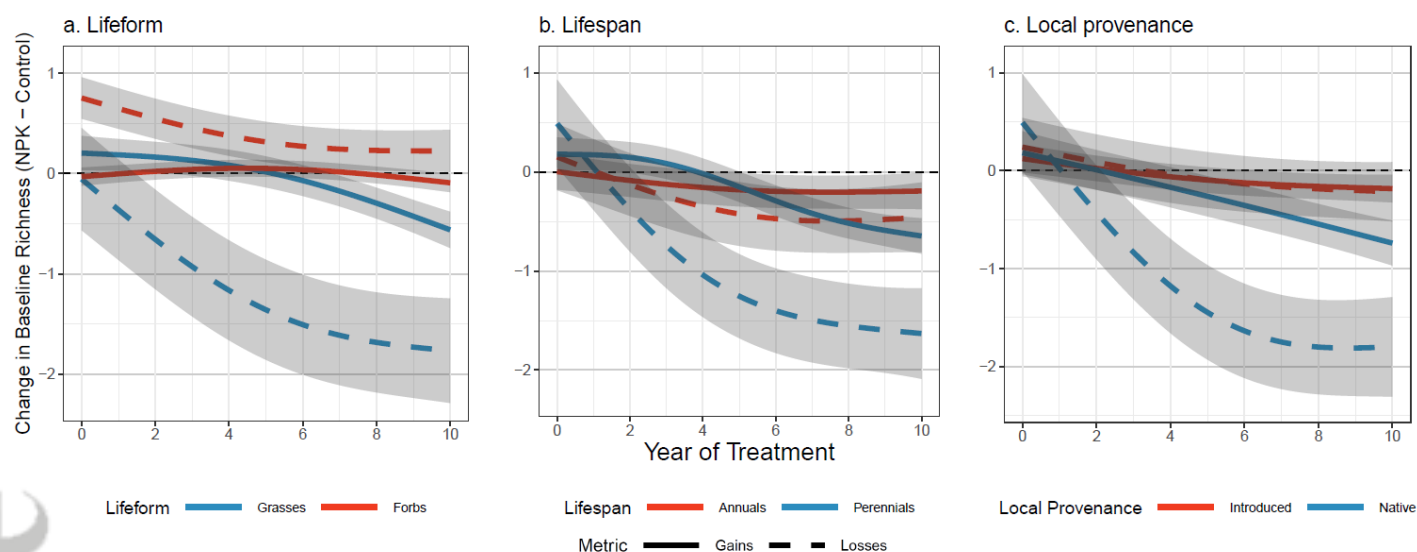 a. Lifeform
b. Lifespan
c. Local provenance
Change in Baseline Richness (NPK − Control)
1
0
−1
−2
0 2 4 6 8 10
1
0
−1
−2
0 2 4 6 8 10
1
0
−1
−2
0 2 4 6 8 10
Year of Treatment
Lifeform Grasses Forbs
Lifespan Annuals Perennials
Local Provenance Introduced Native
Metric Gains Losses